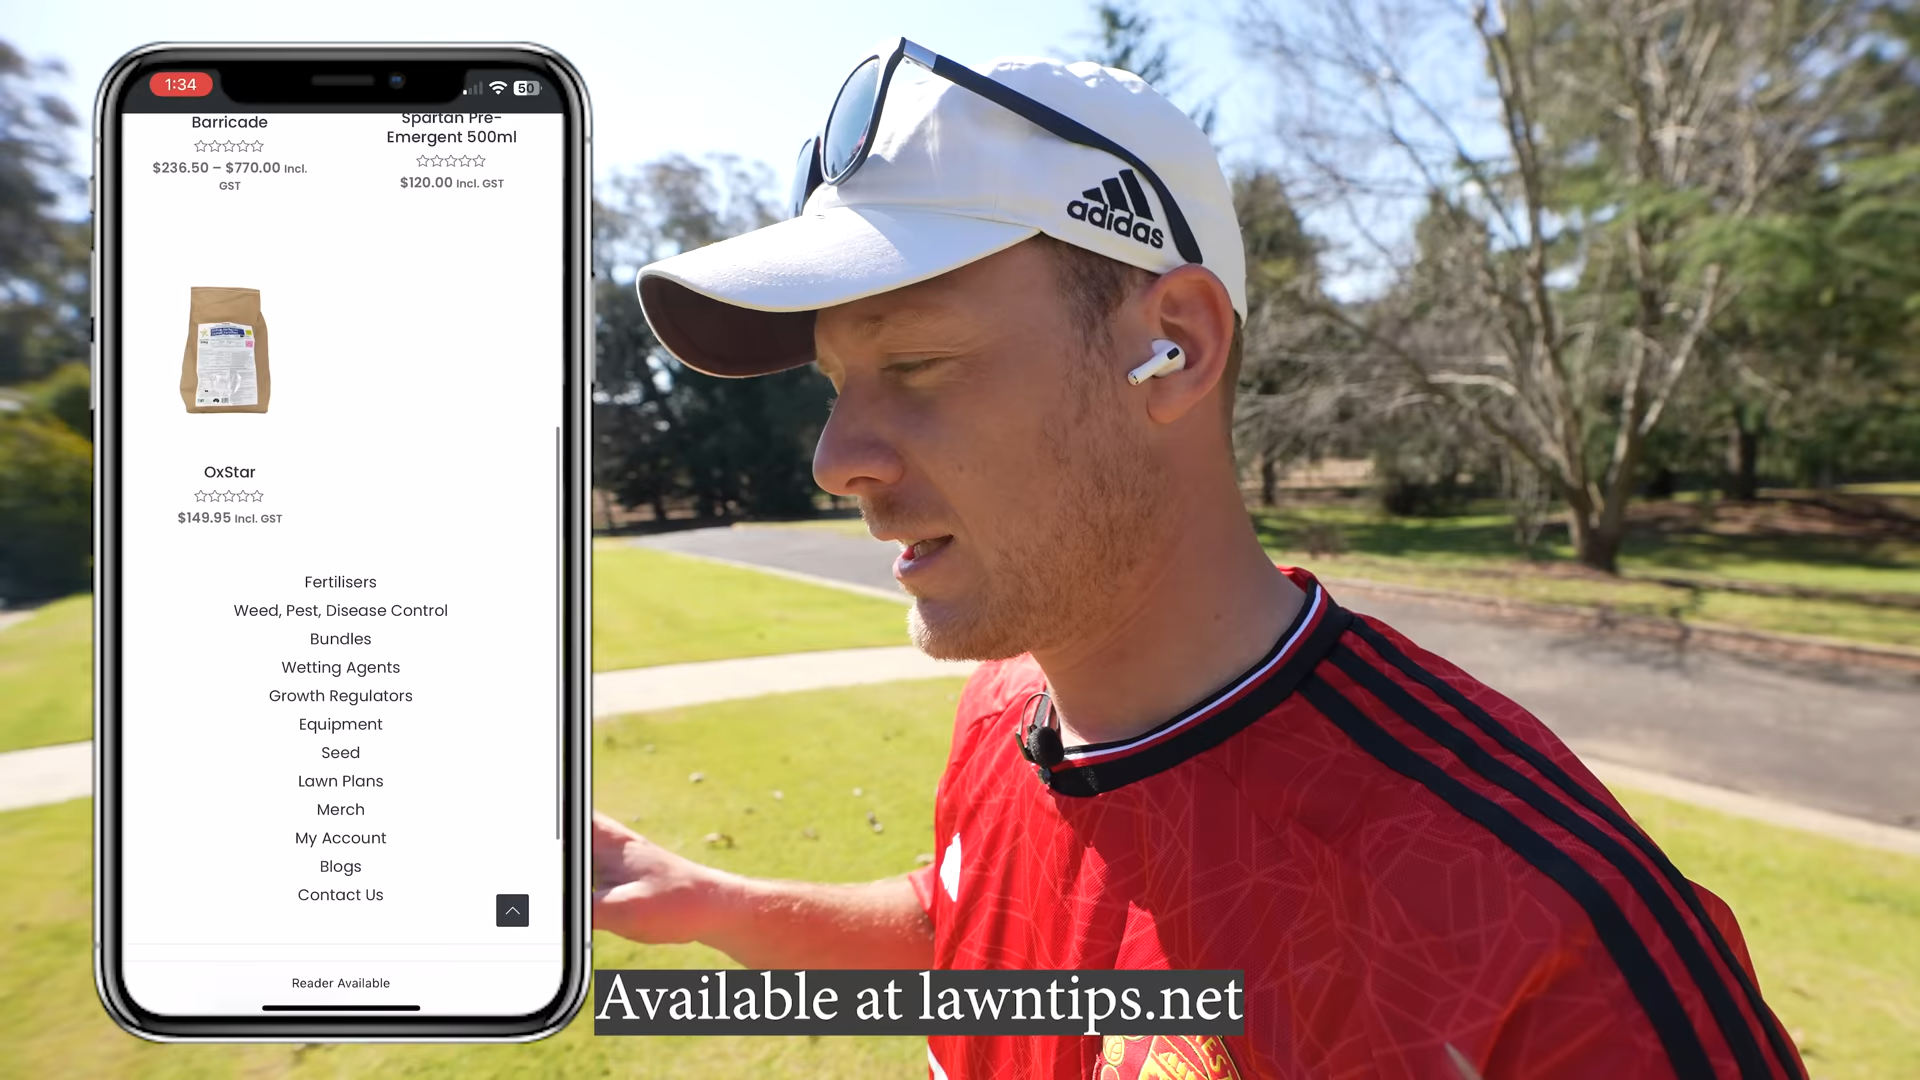 1:34
50
Barricade
$236.50 – $770.00 Incl.
GST
Spartan Pre-
Emergent 500ml
$120.00 Incl. GST
OxStar
$149.95 Incl. GST
Fertilisers
Weed, Pest, Disease Control
Bundles
Wetting Agents
Growth Regulators
Equipment
Seed
Lawn Plans
Merch
My Account
Blogs
Contact Us
Reader Available
adidas
Available at lawntips.net